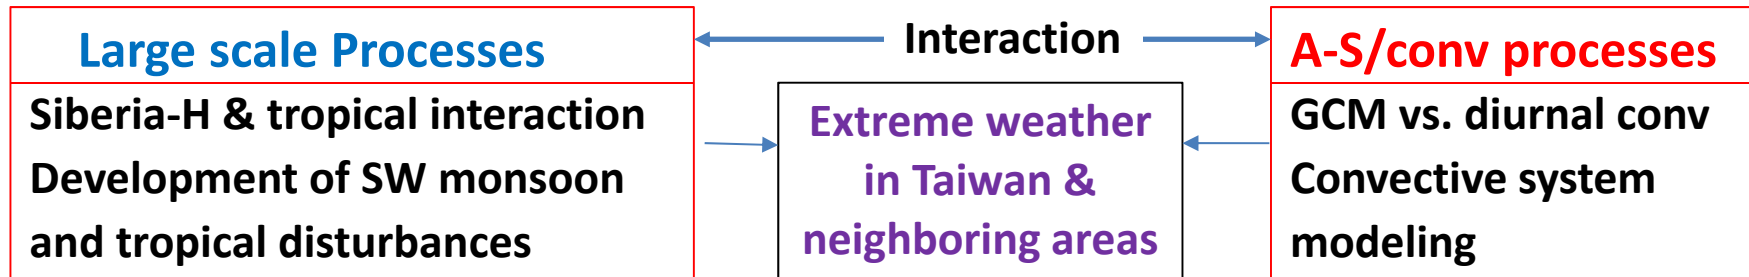 Large scale Processes
Siberia-H & tropical interaction
Development of SW monsoon
and tropical disturbances
Interaction
Extreme weather
in Taiwan &
neighboring areas
A-S/conv processes
GCM vs. diurnal conv
Convective system
modeling